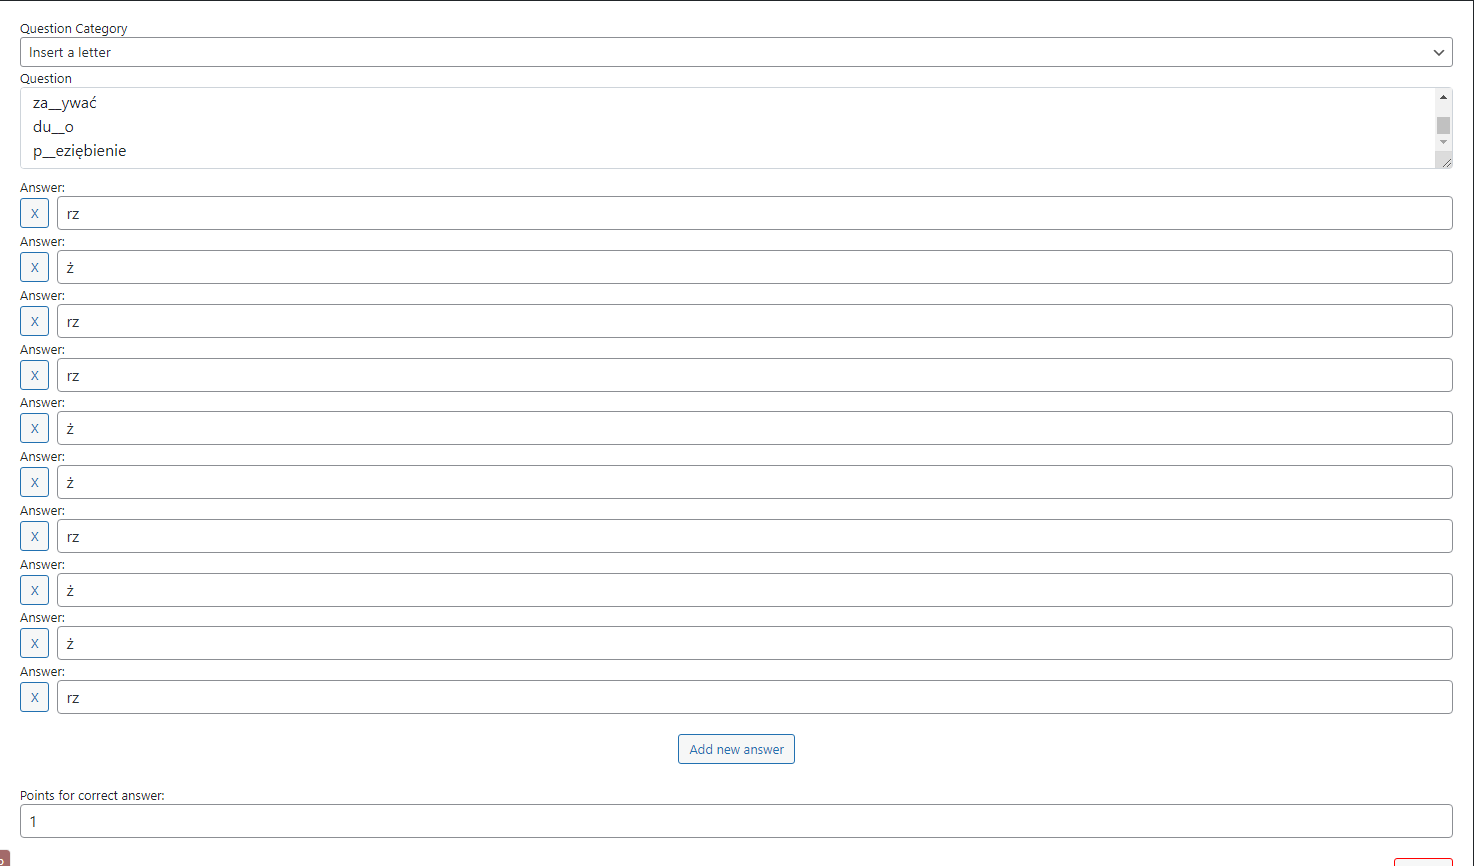 Question Category
Insert a letter
Question
za__ywać
du__o
p__eziębienie
Answer:
X rz
Answer:
X ż
Answer:
X rz
Answer:
X rz
Answer:
X ż
Answer:
X ż
Answer:
X rz
Answer:
X ż
Answer:
X ż
Answer:
X rz
Add new answer
Points for correct answer:
1